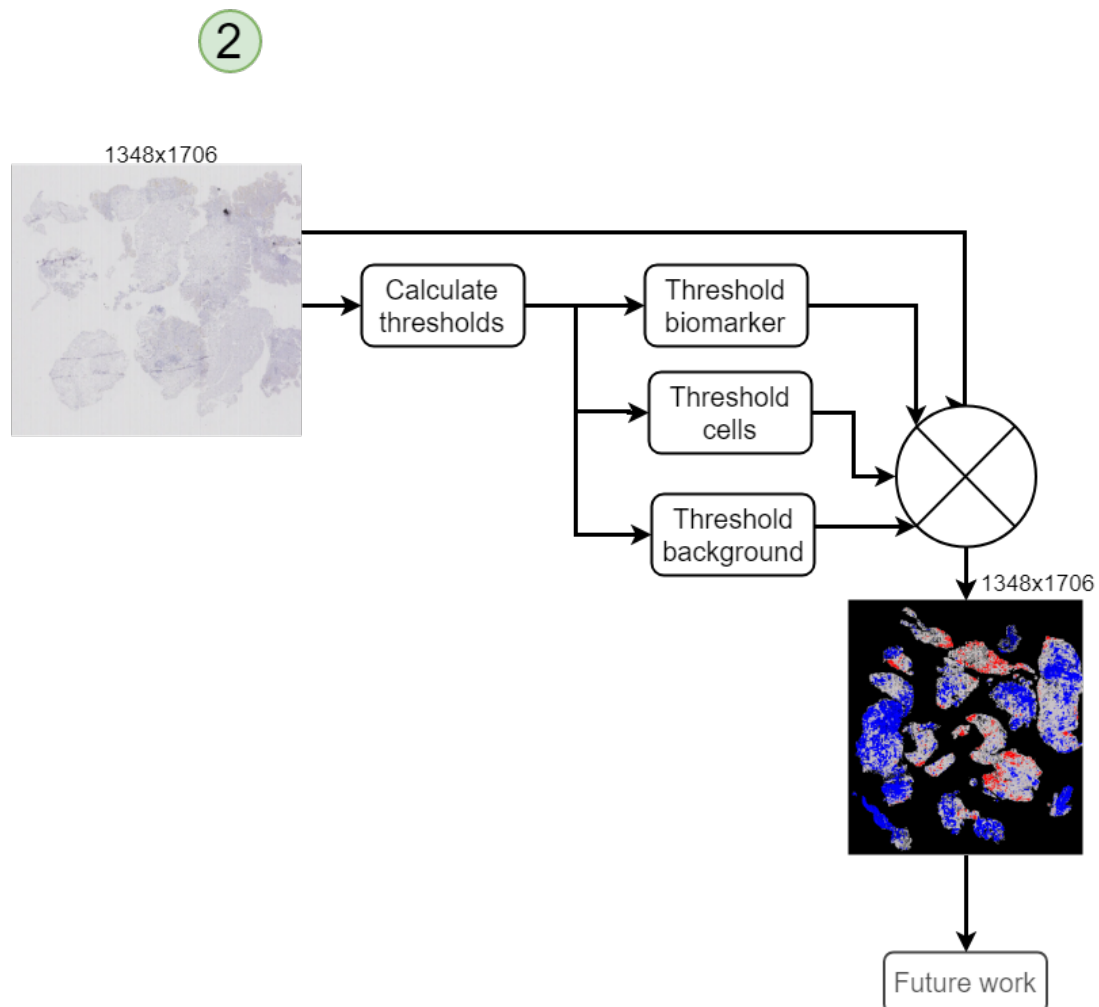 2
1348x1706
Calculate
thresholds
Threshold
biomarker
Threshold
cells
Threshold
background
1348x1706
Future work